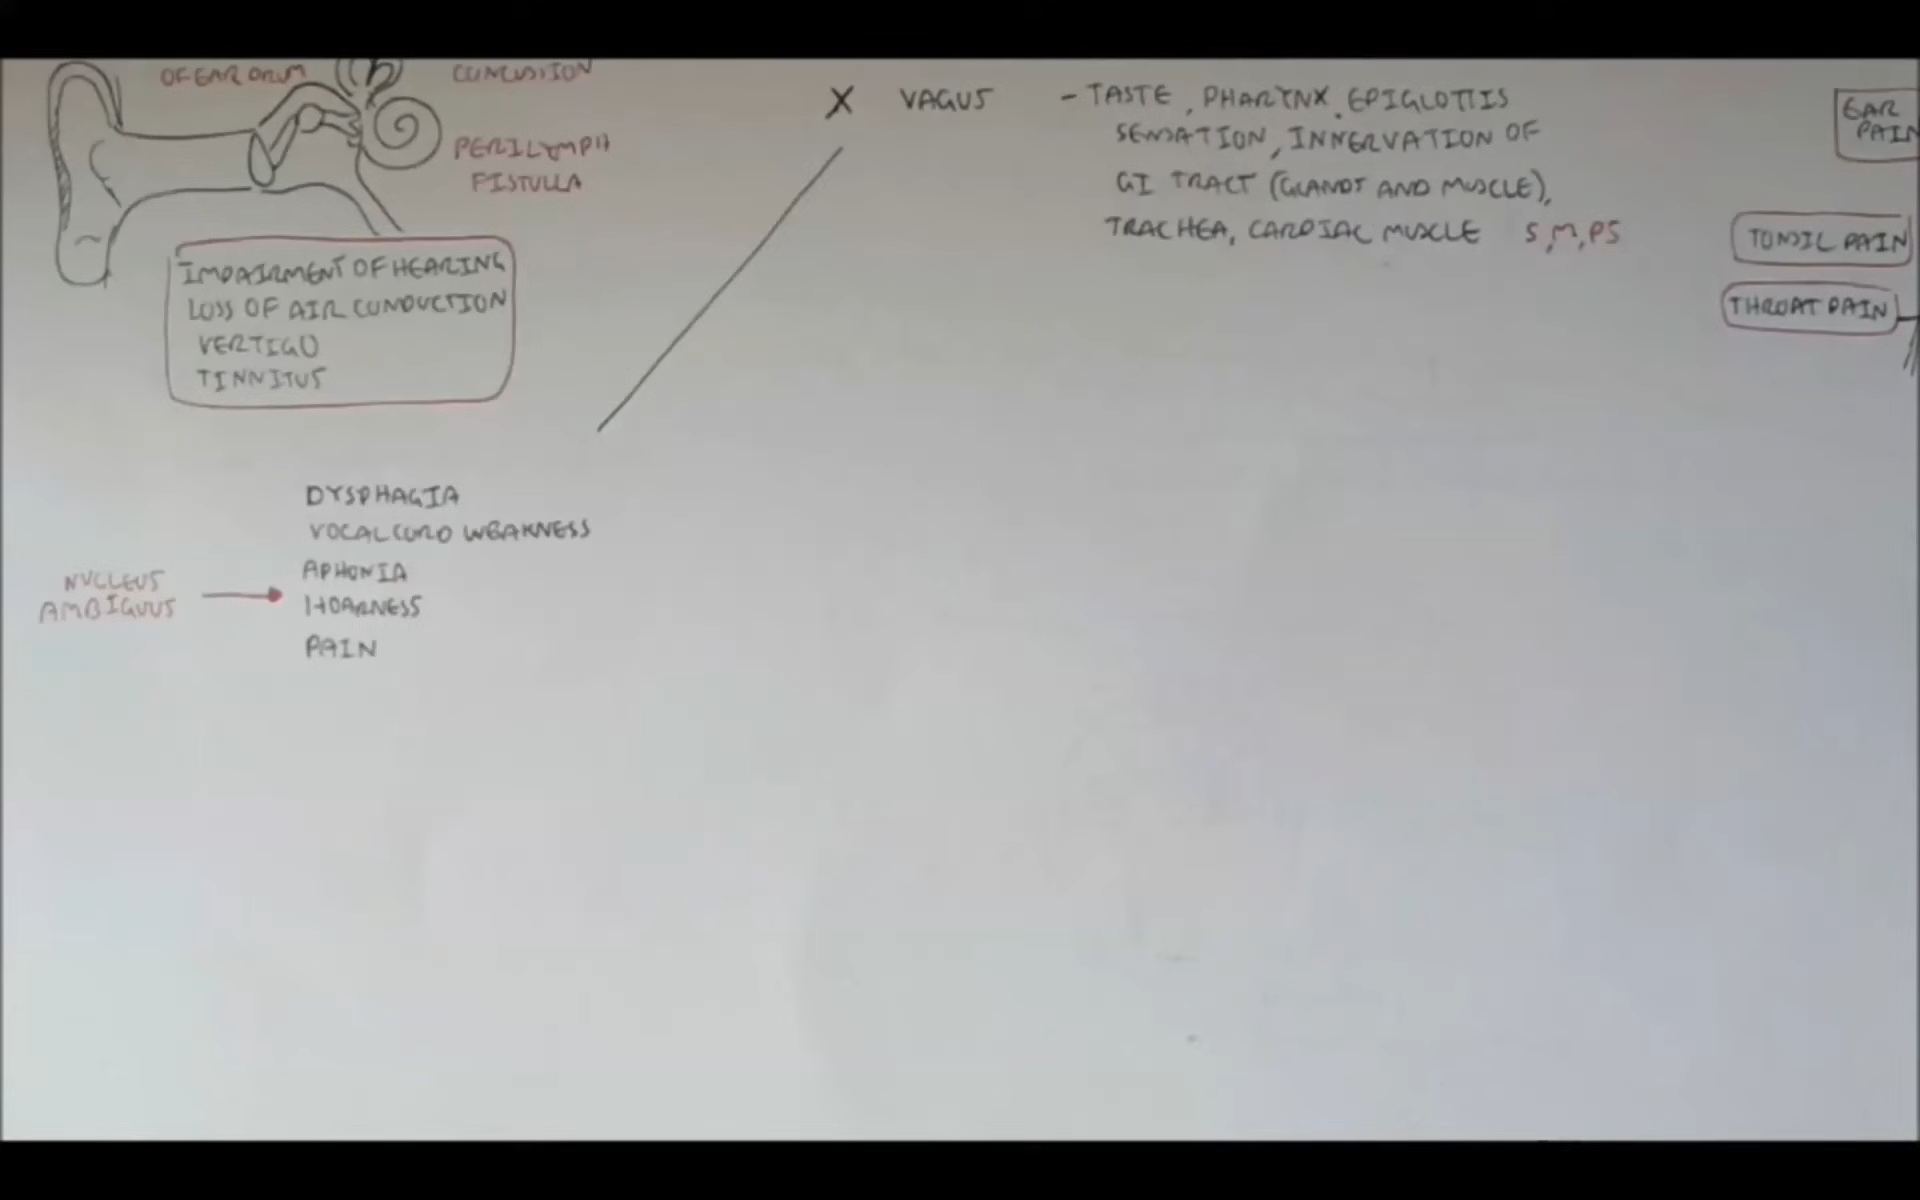 OF EAR DRUM
CONCUSSION
PERILYMPH
FISTULLA
IMPAIRMENT OF HEARING
LOSS OF AIR CONDUCTION
VERTIGO
TINNITUS
X VAGUS - TASTE, PHARYNX, EPIGLOTTIS
SENSATION, INNERVATION OF
GI TRACT (GLANDS AND MUSCLE),
TRACHEA, CARDIAC MUSCLE S, M, PS
EAR
PAIN
TONSIL PAIN
THROAT PAIN
DYSPHAGIA
VOCAL CORD WEAKNESS
APHONIA
HOARNESS
PAIN
NUCLEUS
AMBIGUUS